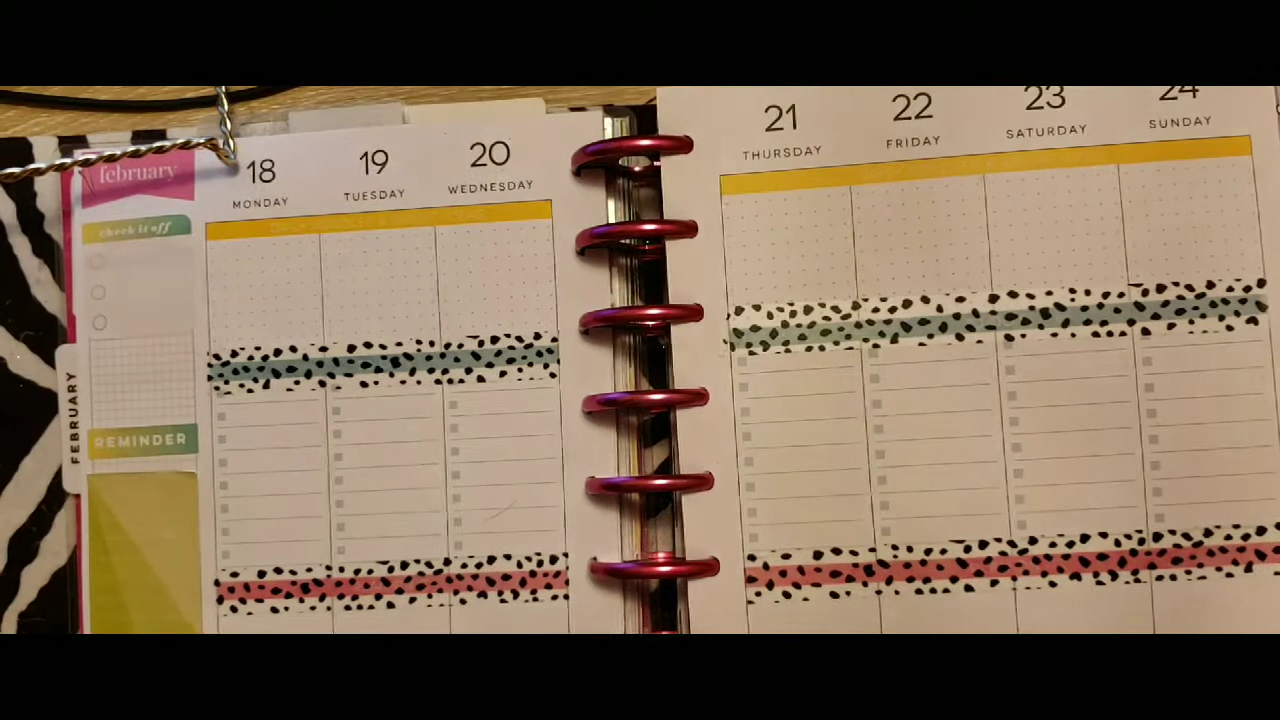 february
18
MONDAY
19
TUESDAY
20
WEDNESDAY
21
THURSDAY
22
FRIDAY
23
SATURDAY
24
SUNDAY
check it off
FEBRUARY
REMINDER